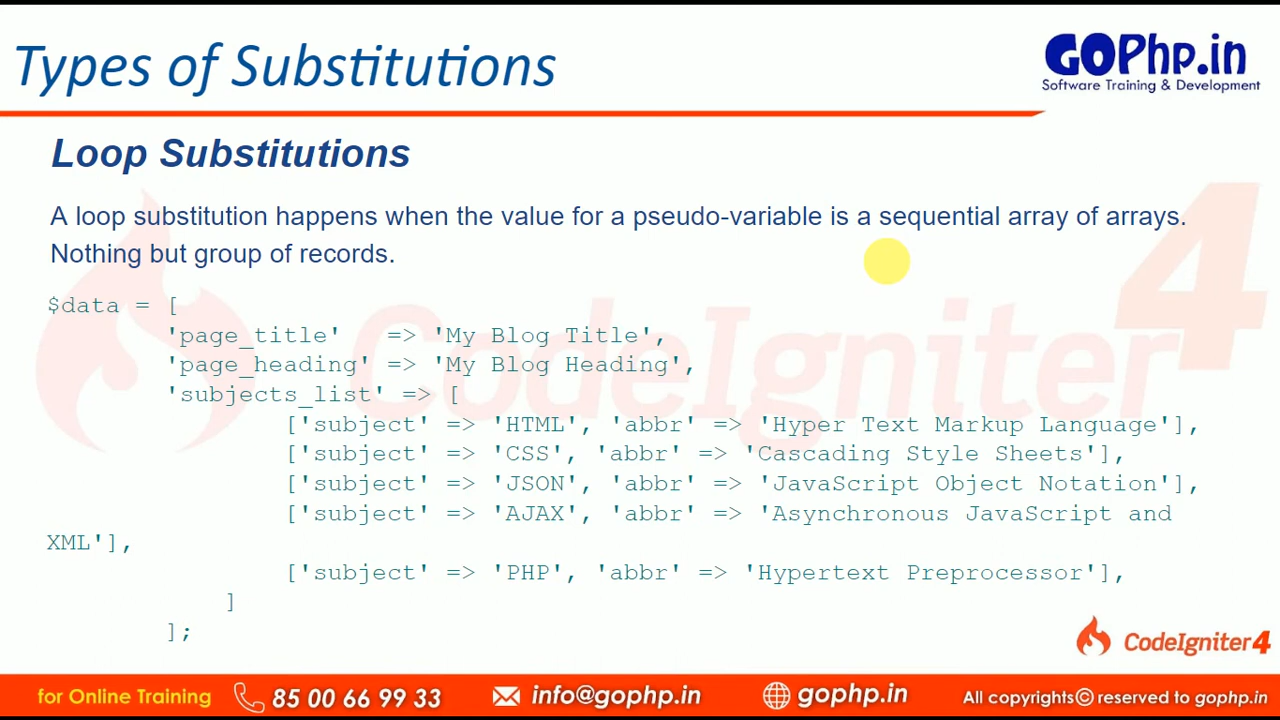 Types of Substitutions
GOPhp.in
Software Training & Development
Loop Substitutions
A loop substitution happens when the value for a pseudo-variable is a sequential array of arrays.
Nothing but group of records.
$data = [
'page_title' => 'My Blog Title',
'page_heading' => 'My Blog Heading',
'subjects_list' => [
['subject' => 'HTML', 'abbr' => 'Hyper Text Markup Language'],
['subject' => 'CSS', 'abbr' => 'Cascading Style Sheets'],
['subject' => 'JSON', 'abbr' => 'JavaScript Object Notation'],
['subject' => 'AJAX', 'abbr' => 'Asynchronous JavaScript and
XML'],
['subject' => 'PHP', 'abbr' => 'Hypertext Preprocessor'],
]
];
CodeIgniter 4
CodeIgniter 4
for Online Training
85 00 66 99 33
info@gophp.in
gophp.in
All copyrights© reserved to gophp.in